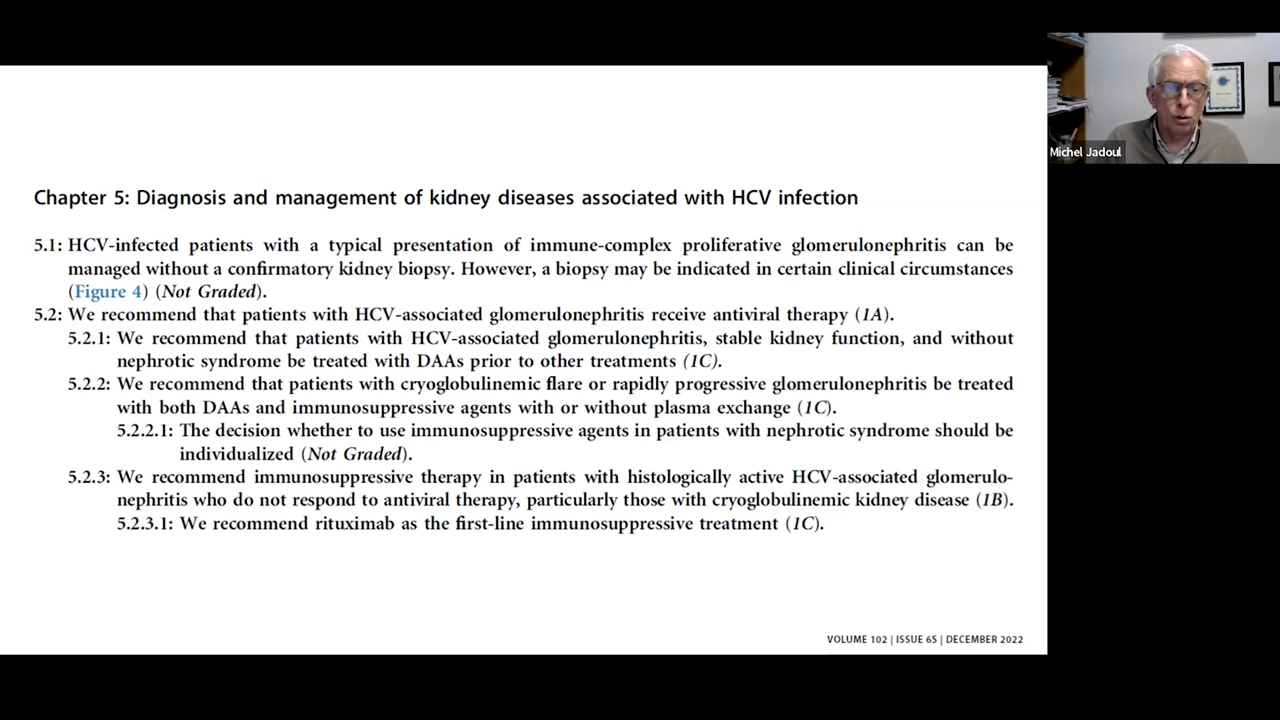 Michel Jadoul
Chapter 5: Diagnosis and management of kidney diseases associated with HCV infection
5.1: HCV-infected patients with a typical presentation of immune-complex proliferative glomerulonephritis can be
managed without a confirmatory kidney biopsy. However, a biopsy may be indicated in certain clinical circumstances
(Figure 4) (Not Graded).
5.2: We recommend that patients with HCV-associated glomerulonephritis receive antiviral therapy (1A).
5.2.1: We recommend that patients with HCV-associated glomerulonephritis, stable kidney function, and without
nephrotic syndrome be treated with DAAs prior to other treatments (1C).
5.2.2: We recommend that patients with cryoglobulinemic flare or rapidly progressive glomerulonephritis be treated
with both DAAs and immunosuppressive agents with or without plasma exchange (1C).
5.2.2.1: The decision whether to use immunosuppressive agents in patients with nephrotic syndrome should be
individualized (Not Graded).
5.2.3: We recommend immunosuppressive therapy in patients with histologically active HCV-associated glomerulo-
nephritis who do not respond to antiviral therapy, particularly those with cryoglobulinemic kidney disease (1B).
5.2.3.1: We recommend rituximab as the first-line immunosuppressive treatment (1C).
VOLUME 102 | ISSUE 6S | DECEMBER 2022